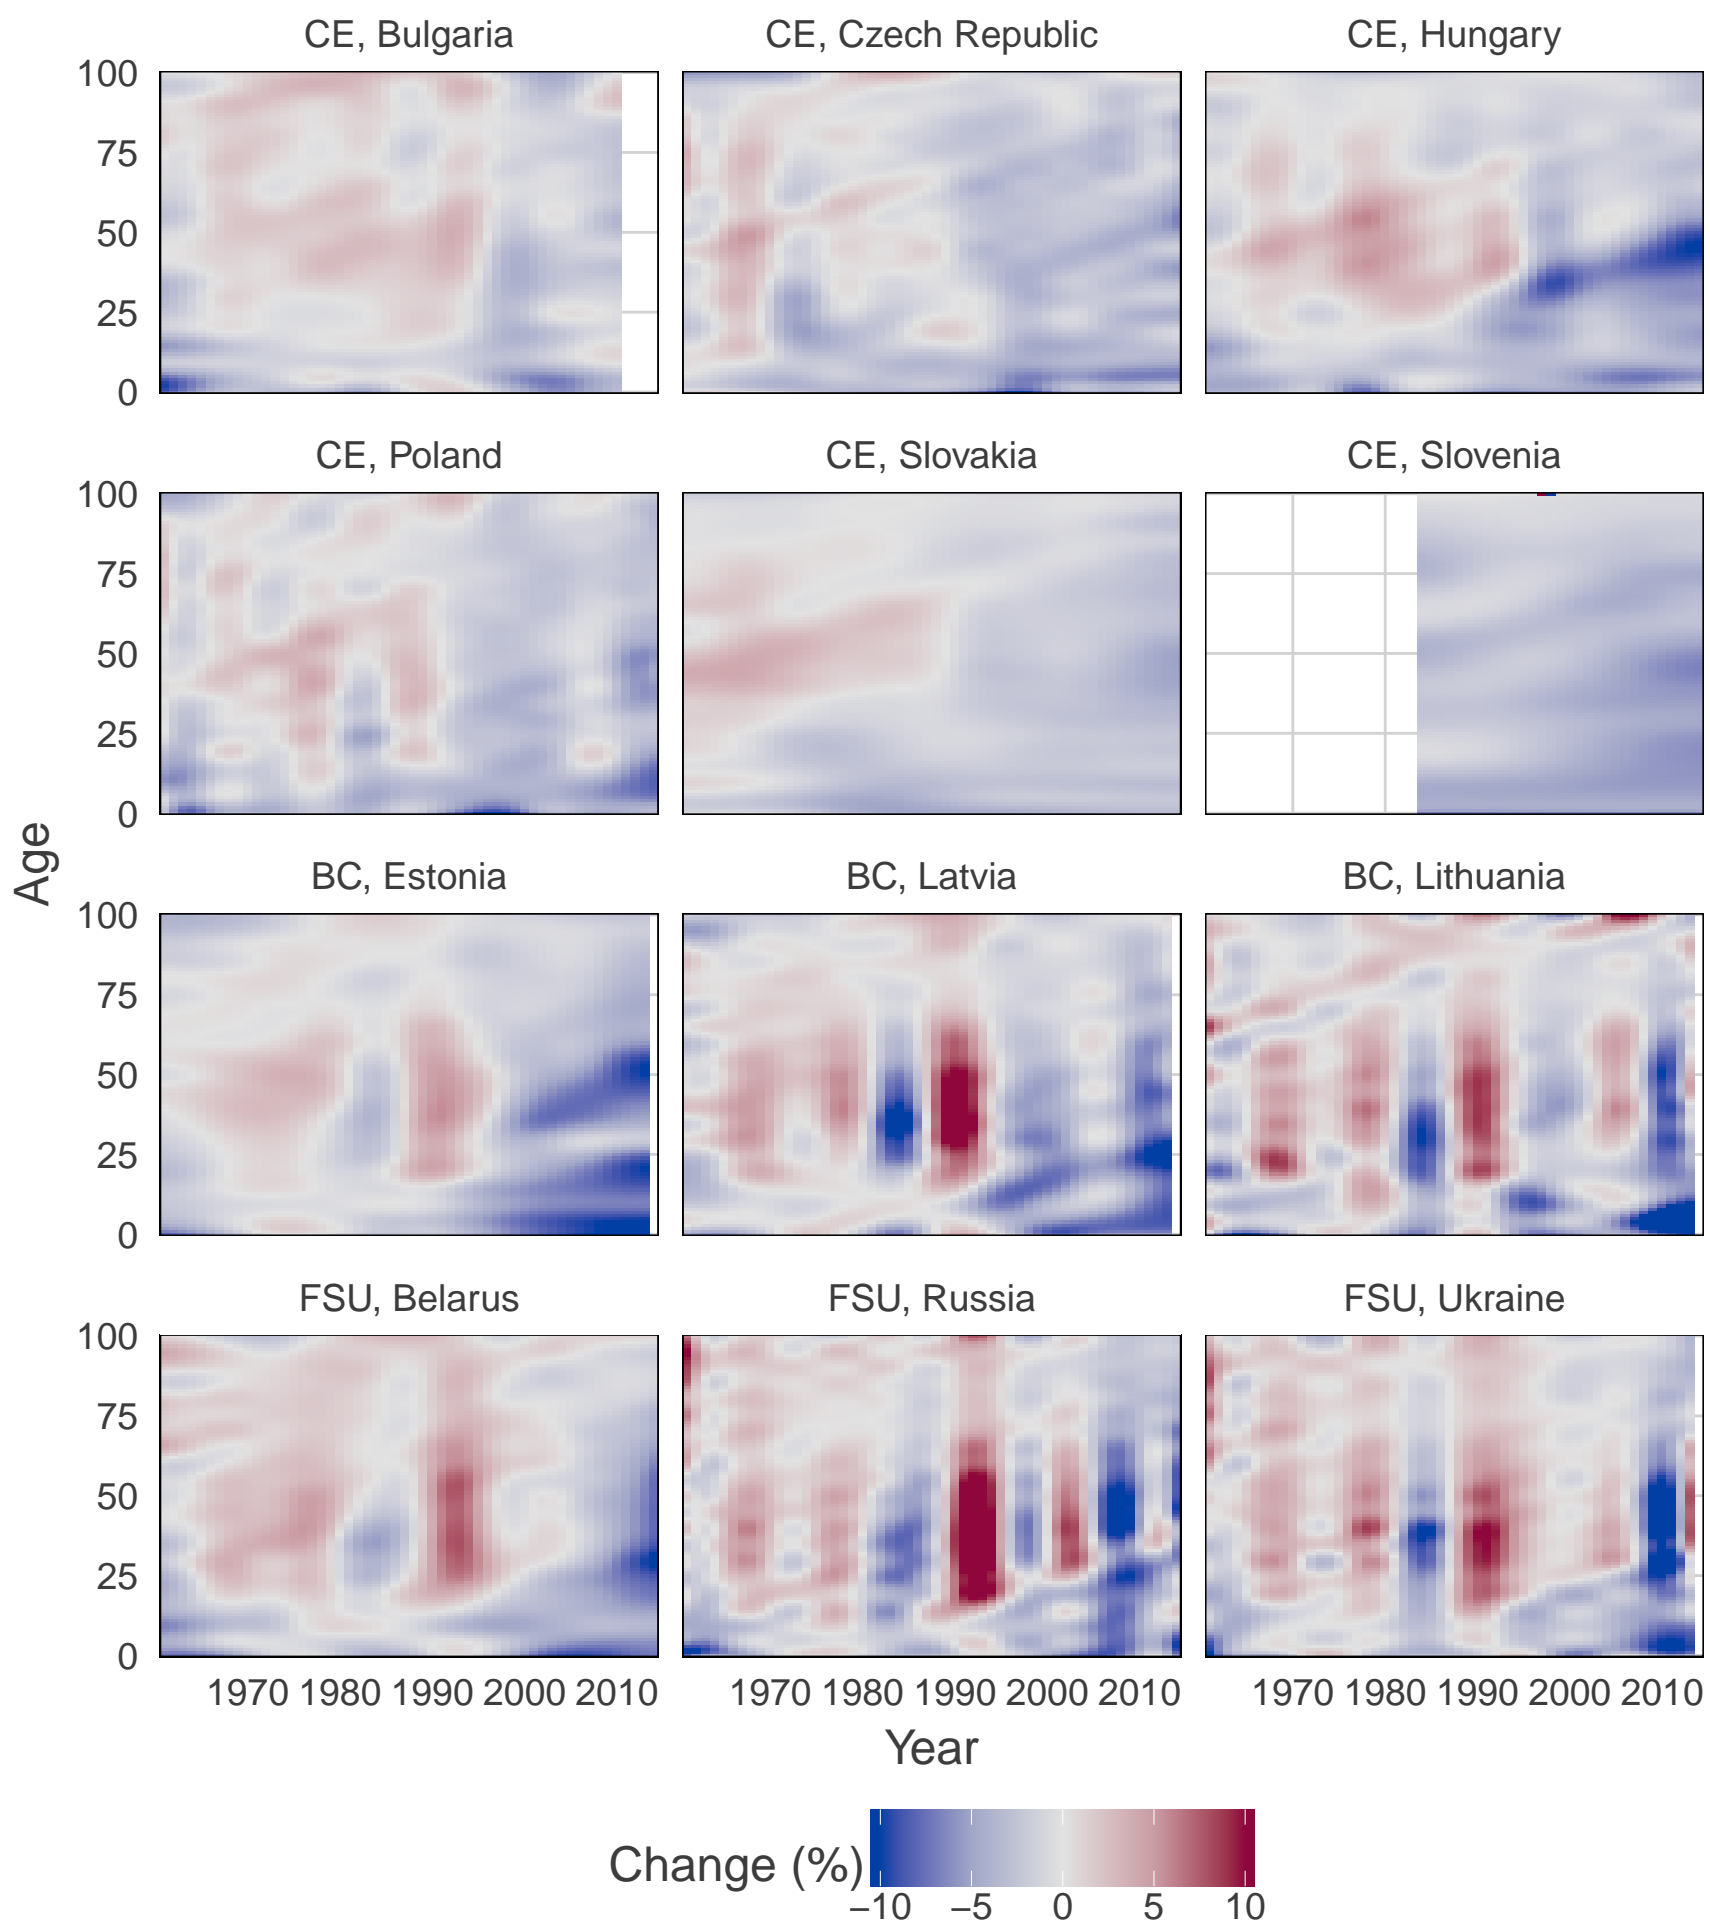 CE, Bulgaria
CE, Czech Republic
CE, Hungary
100
75
50
25
0
CE, Poland
CE, Slovakia
CE, Slovenia
100
75
50
25
0
Age
BC, Estonia
BC, Latvia
BC, Lithuania
100
75
50
25
0
FSU, Belarus
FSU, Russia
FSU, Ukraine
100
75
50
25
0
1970 1980 1990 2000 2010
1970 1980 1990 2000 2010
1970 1980 1990 2000 2010
Year
Change (%)
−10 −5 0 5 10